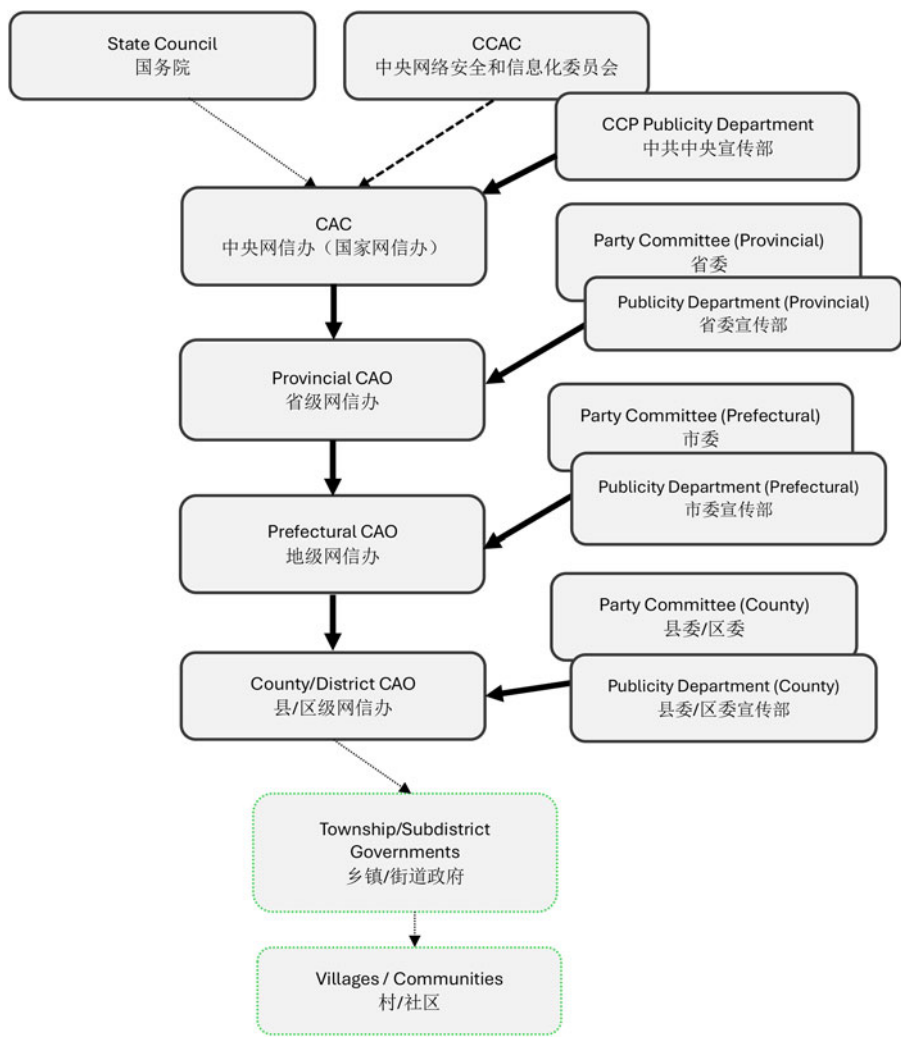 State Council
国务院
CCAC
中央网络安全和信息化委员会
CCP Publicity Department
中共中央宣传部
CAC
中央网信办（国家网信办）
Party Committee (Provincial)
省委
Publicity Department (Provincial)
省委宣传部
Provincial CAO
省级网信办
Party Committee (Prefectural)
市委
Publicity Department (Prefectural)
市委宣传部
Prefectural CAO
地级网信办
Party Committee (County)
县委/区委
Publicity Department (County)
县委/区委宣传部
County/District CAO
县/区级网信办
Township/Subdistrict
Governments
乡镇/街道政府
Villages / Communities
村/社区